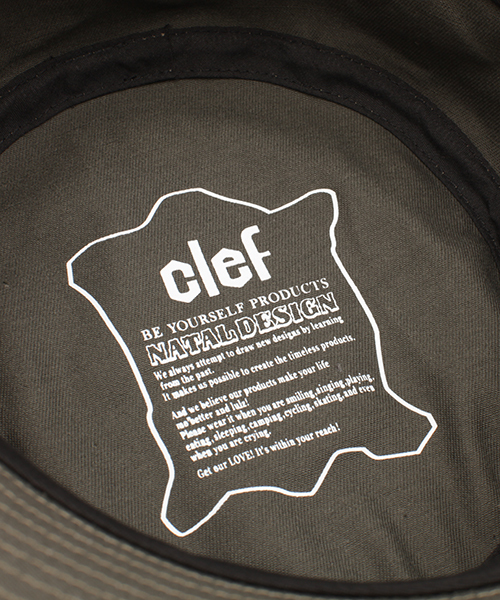 clef
BE YOURSELF PRODUCTS
NATAL DESIGN
We always attempt to draw new designs by learning
from the past.
It makes us possible to create the timeless products.
And we believe our products make your life
mo'better and lule!
Please wear it when you are smiling, singing, playing,
eating, sleeping, camping, cycling, skating, and even
when you are crying.
Get our LOVE! It's within your reach!